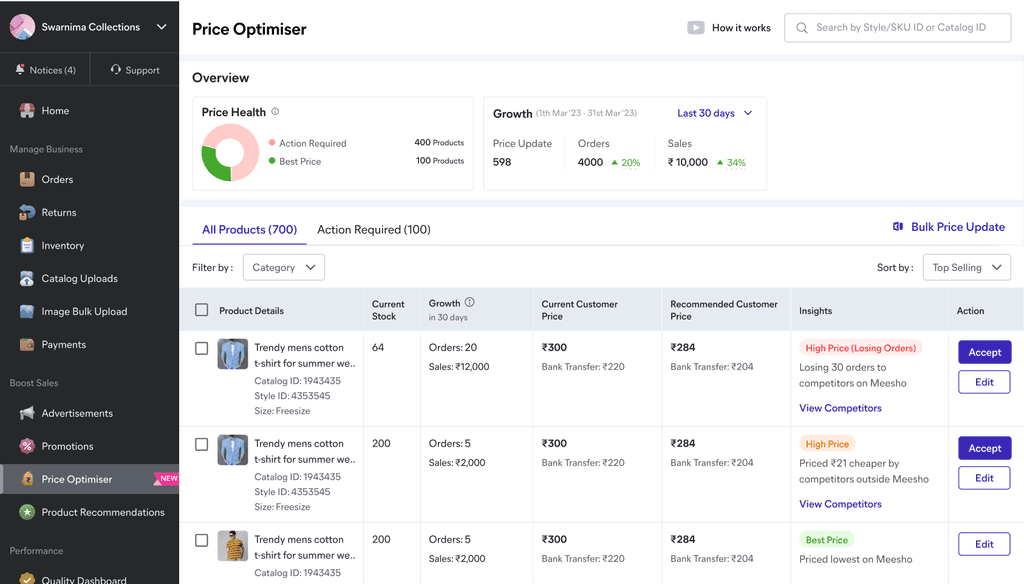 Swarnima Collections
Notices (4)
Support
Home
Manage Business
Orders
Returns
Inventory
Catalog Uploads
Image Bulk Upload
Payments
Boost Sales
Advertisements
Promotions
Price Optimiser
NEW
Product Recommendations
Performance
Quality Dashboard
Price Optimiser
How it works
Search by Style/SKU ID or Catalog ID
Overview
Price Health
Action Required 400 Products
Best Price 100 Products
Growth (1th Mar'23 - 31st Mar'23) Last 30 days
Price Update Orders Sales
598 4000 20% ₹ 10,000 34%
All Products (700) Action Required (100)
Bulk Price Update
Filter by : Category
Sort by : Top Selling
Product Details
Current
Stock
Growth
in 30 days
Current Customer
Price
Recommended Customer
Price
Insights
Action
Trendy mens cotton
t-shirt for summer we..
Catalog ID: 1943435
Style ID: 4353545
Size: Freesize
64
Orders: 20
Sales: ₹12,000
₹300
Bank Transfer: ₹220
₹284
Bank Transfer: ₹204
High Price (Losing Orders)
Losing 30 orders to
competitors on Meesho
View Competitors
Accept
Edit
Trendy mens cotton
t-shirt for summer we..
Catalog ID: 1943435
Style ID: 4353545
Size: Freesize
200
Orders: 5
Sales: ₹2,000
₹300
Bank Transfer: ₹220
₹284
Bank Transfer: ₹204
High Price
Priced ₹21 cheaper by
competitors outside Meesho
View Competitors
Accept
Edit
Trendy mens cotton
t-shirt for summer we..
Catalog ID: 1943435
200
Orders: 5
Sales: ₹2,000
₹300
Bank Transfer: ₹220
₹284
Bank Transfer: ₹204
Best Price
Priced lowest on Meesho
Edit